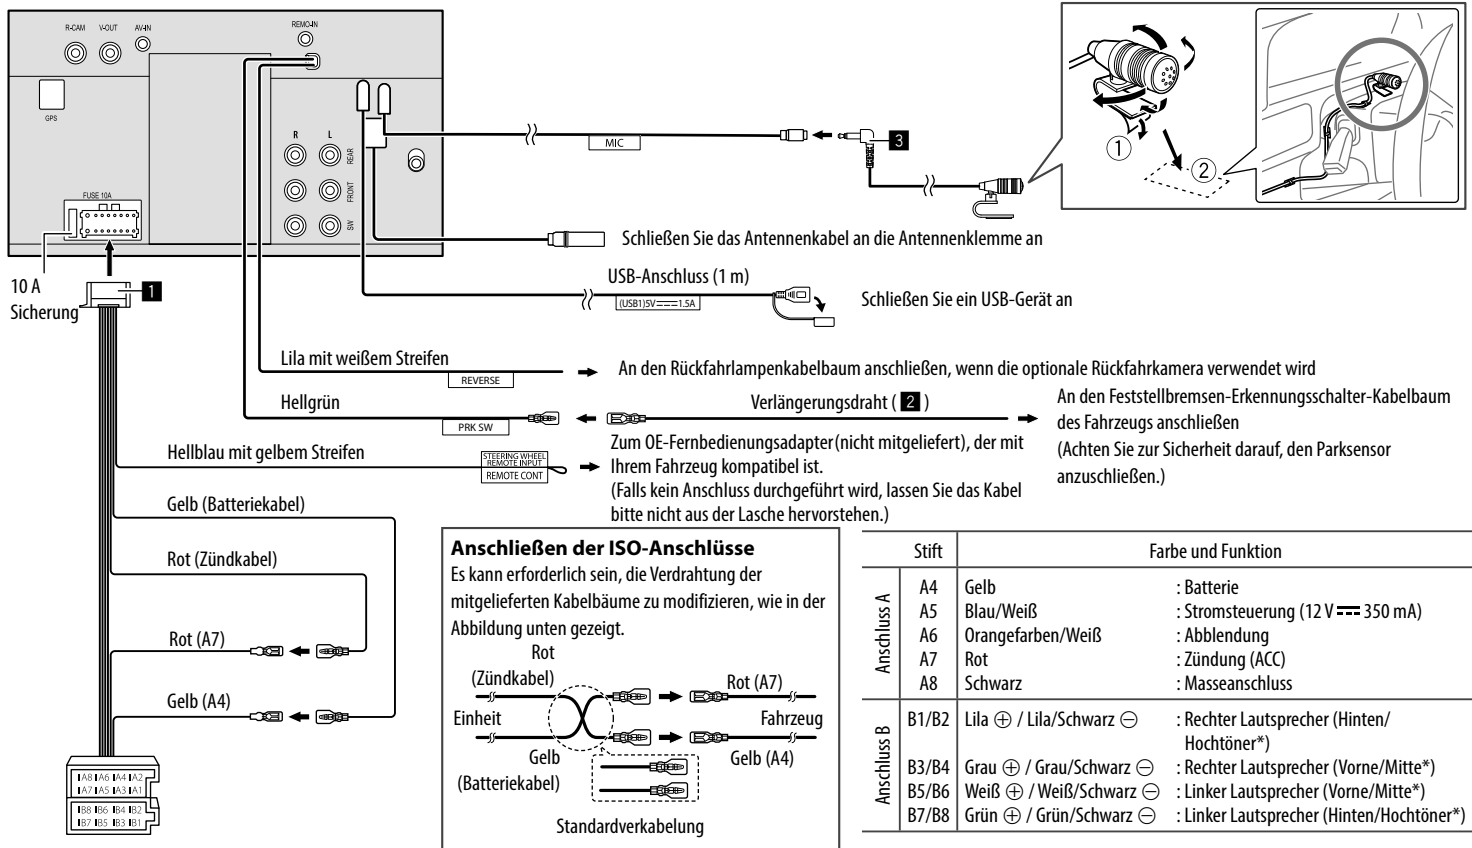 R-CAM V-OUT AV-IN REMO-IN
GPS
R L
REAR
FRONT
SW
FUSE 10A
MIC
3
1
2
Schließen Sie das Antennenkabel an die Antennenklemme an
10 A
Sicherung
1
USB-Anschluss (1 m)
(USB1)5V⎓1.5A
Schließen Sie ein USB-Gerät an
Lila mit weißem Streifen
REVERSE
An den Rückfahrlampenkabelbaum anschließen, wenn die optionale Rückfahrkamera verwendet wird
Hellgrün
PRK SW
Verlängerungsdraht ( 2 )
An den Feststellbremsen-Erkennungsschalter-Kabelbaum
des Fahrzeugs anschließen
(Achten Sie zur Sicherheit darauf, den Parksensor
anzuschließen.)
Hellblau mit gelbem Streifen
STEERING WHEEL
REMOTE INPUT
REMOTE CONT
Zum OE-Fernbedienungsadapter(nicht mitgeliefert), der mit
Ihrem Fahrzeug kompatibel ist.
(Falls kein Anschluss durchgeführt wird, lassen Sie das Kabel
bitte nicht aus der Lasche hervorstehen.)
Gelb (Batteriekabel)
Rot (Zündkabel)
Rot (A7)
Gelb (A4)
A8 A6 A4 A2
A7 A5 A3 A1
B8 B6 B4 B2
B7 B5 B3 B1
Anschließen der ISO-Anschlüsse
Es kann erforderlich sein, die Verdrahtung der
mitgelieferten Kabelbäume zu modifizieren, wie in der
Abbildung unten gezeigt.
Rot
(Zündkabel)
Rot (A7)
Einheit
Fahrzeug
Gelb
(Batteriekabel)
Gelb (A4)
Standardverkabelung
Stift Farbe und Funktion
Anschluss A
A4 Gelb : Batterie
A5 Blau/Weiß : Stromsteuerung (12 V ⎓ 350 mA)
A6 Orangefarben/Weiß : Abblendung
A7 Rot : Zündung (ACC)
A8 Schwarz : Masseanschluss
Anschluss B
B1/B2 Lila ⊕ / Lila/Schwarz ⊖ : Rechter Lautsprecher (Hinten/
Hochtöner*)
B3/B4 Grau ⊕ / Grau/Schwarz ⊖ : Rechter Lautsprecher (Vorne/Mitte*)
B5/B6 Weiß ⊕ / Weiß/Schwarz ⊖ : Linker Lautsprecher (Vorne/Mitte*)
B7/B8 Grün ⊕ / Grün/Schwarz ⊖ : Linker Lautsprecher (Hinten/Hochtöner*)